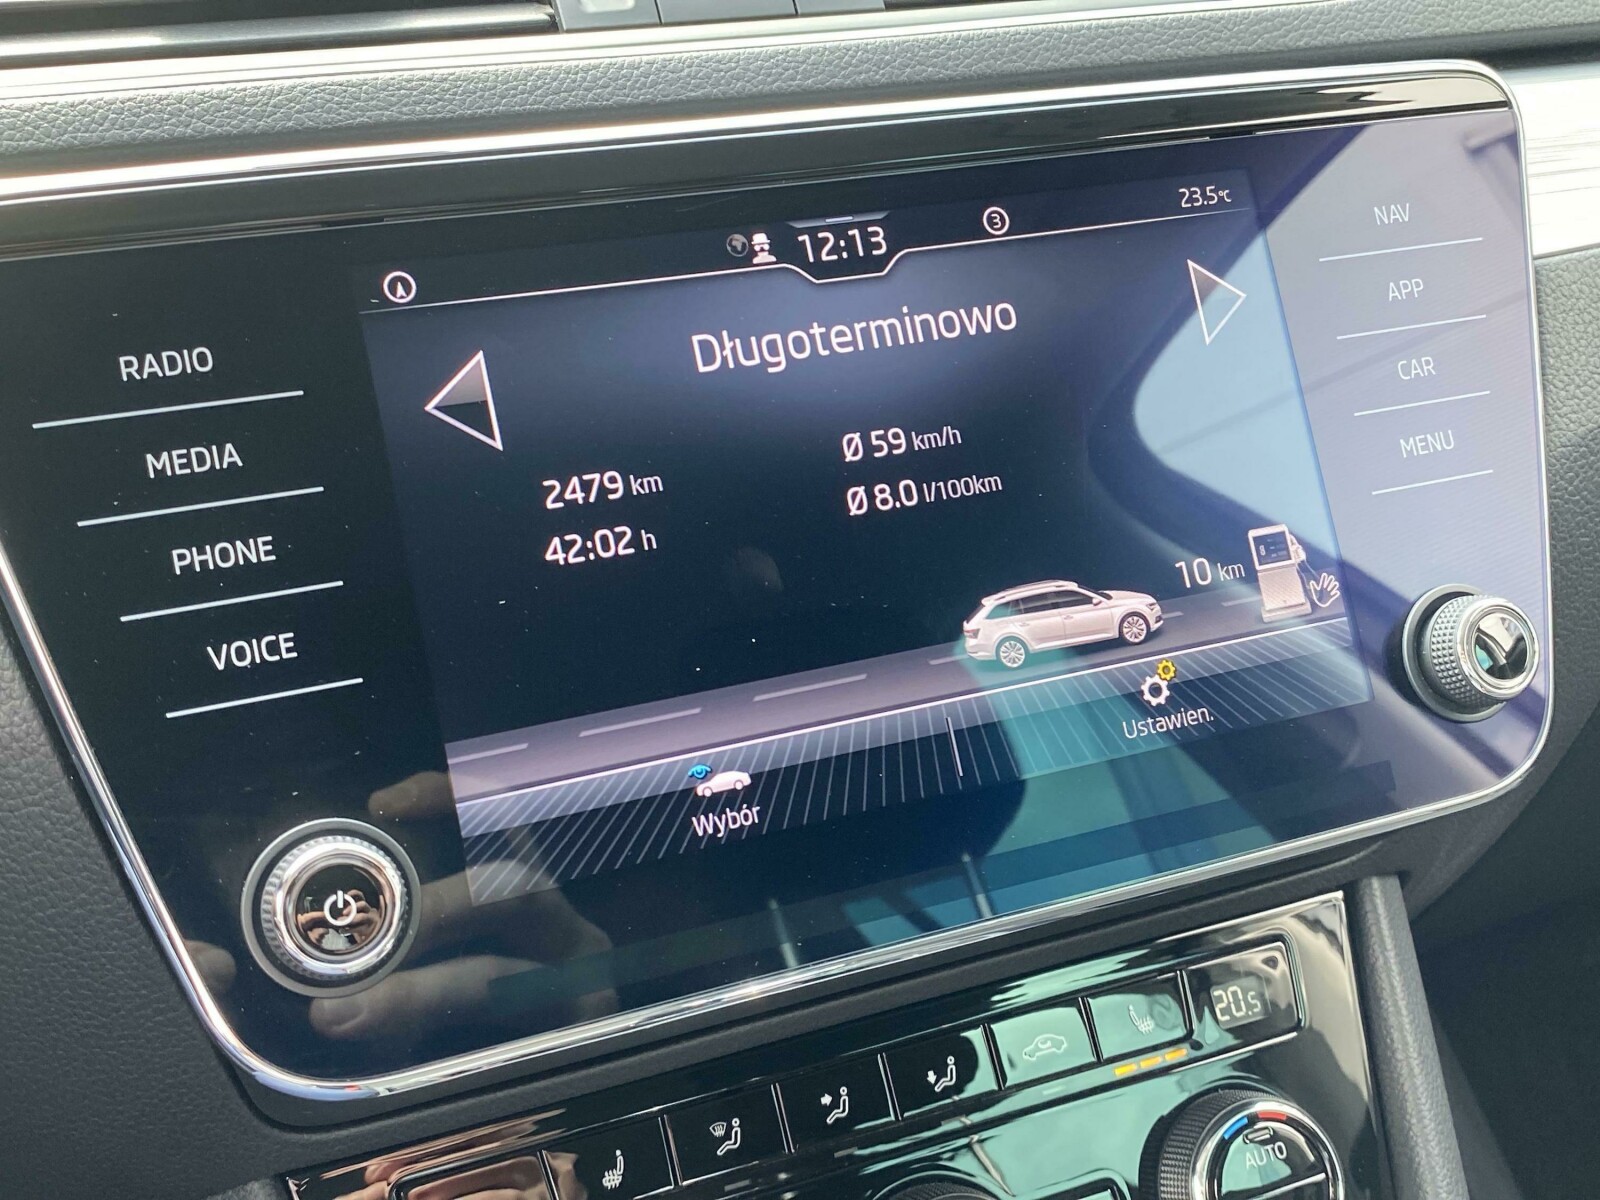 RADIO
MEDIA
PHONE
VOICE
12:13
3
23.5°C
Długoterminowo
2479 km
42:02 h
Ø 59 km/h
Ø 8.0 l/100km
10 km
8
Wybór
Ustawien.
NAV
APP
CAR
MENU
20.5
AUTO